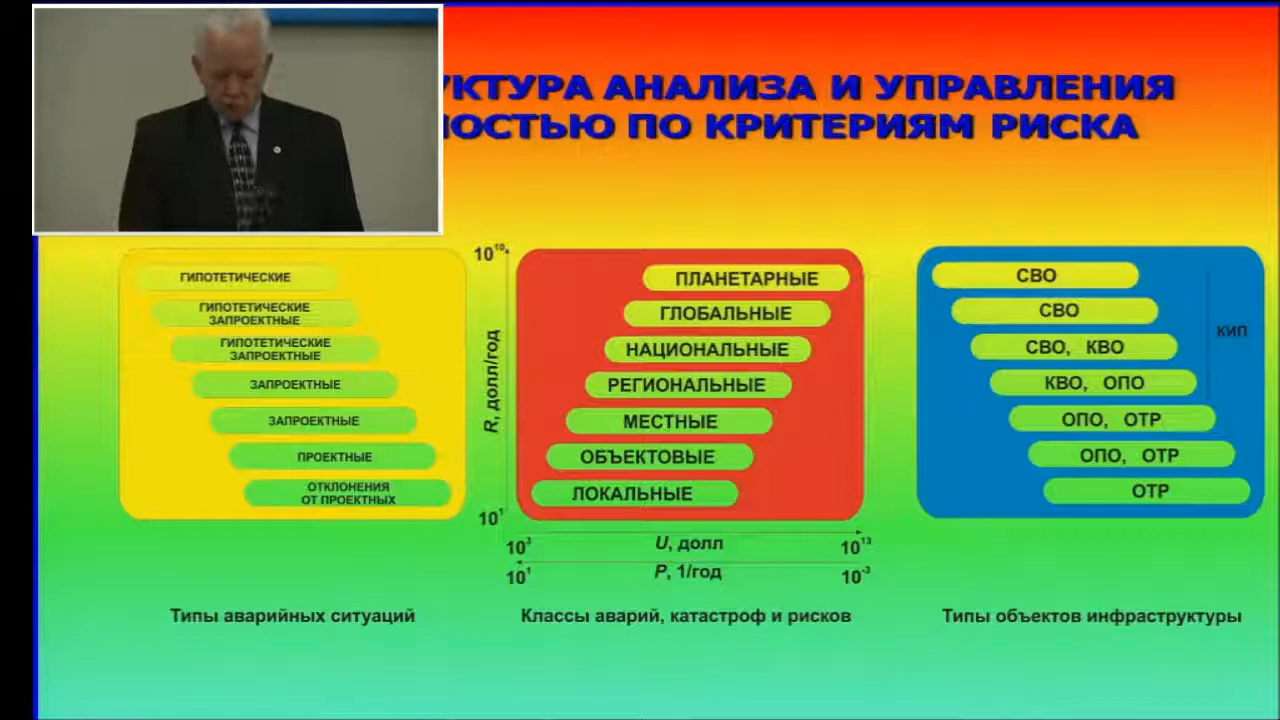 УКТУРА АНАЛИЗА И УПРАВЛЕНИЯ
НОСТЬЮ ПО КРИТЕРИЯМ РИСКА
ГИПОТЕТИЧЕСКИЕ
ГИПОТЕТИЧЕСКИЕ
ЗАПРОЕКТНЫЕ
ГИПОТЕТИЧЕСКИЕ
ЗАПРОЕКТНЫЕ
ЗАПРОЕКТНЫЕ
ЗАПРОЕКТНЫЕ
ПРОЕКТНЫЕ
ОТКЛОНЕНИЯ
ОТ ПРОЕКТНЫХ
Типы аварийных ситуаций
10¹⁰
R, долл/год
10¹
ПЛАНЕТАРНЫЕ
ГЛОБАЛЬНЫЕ
НАЦИОНАЛЬНЫЕ
РЕГИОНАЛЬНЫЕ
МЕСТНЫЕ
ОБЪЕКТОВЫЕ
ЛОКАЛЬНЫЕ
10³ U, долл 10¹³
10¹ P, 1/год 10⁻³
Классы аварий, катастроф и рисков
СВО
СВО
СВО, КВО
КВО, ОПО
ОПО, ОТР
ОПО, ОТР
ОТР
КИП
Типы объектов инфраструктуры